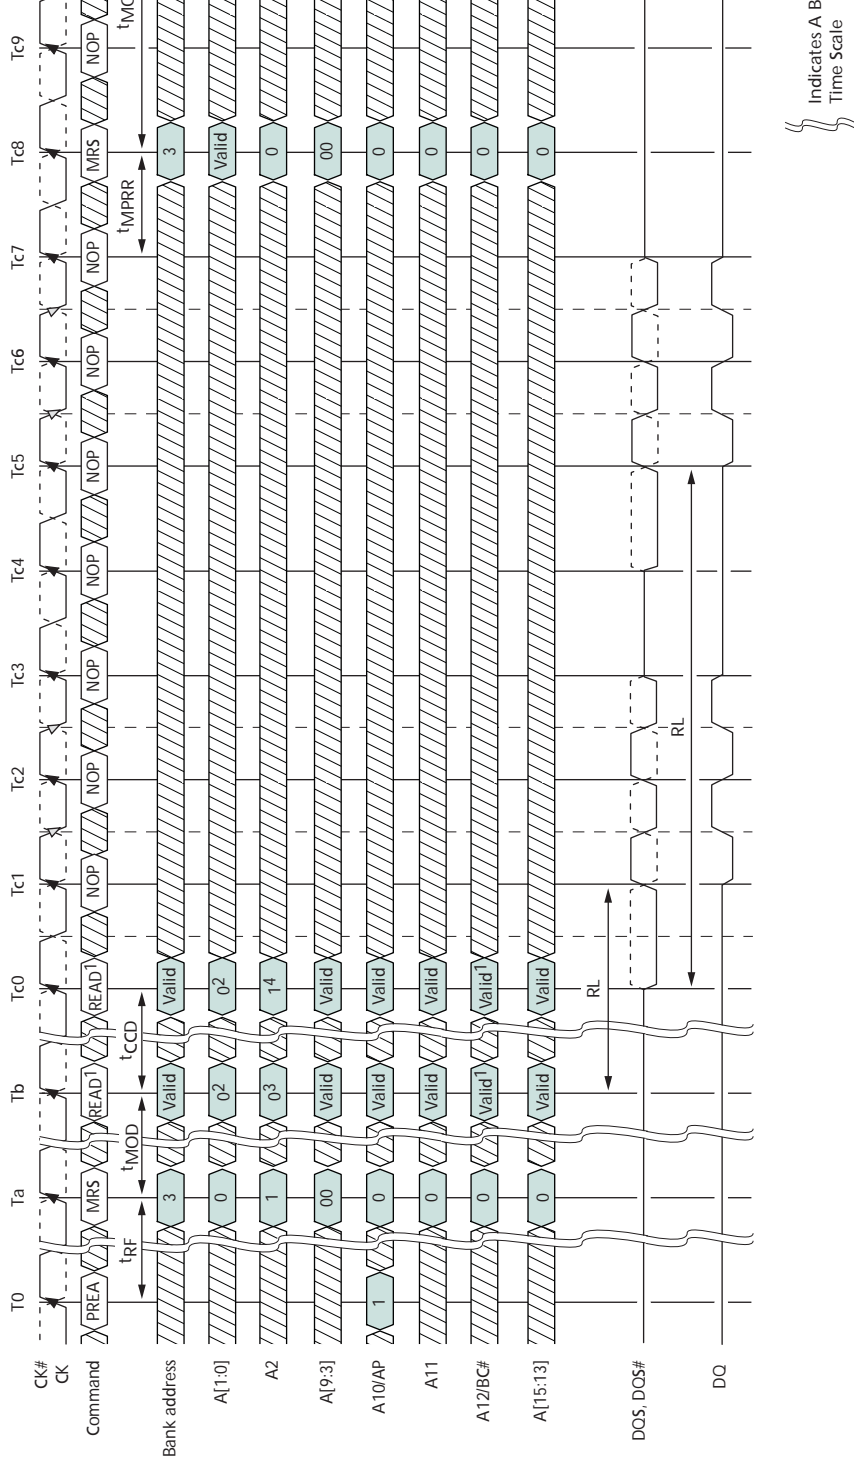 T0 Ta Tb Tc0 Tc1 Tc2 Tc3 Tc4 Tc5 Tc6 Tc7 Tc8 Tc9
CK#
CK
Command PREA MRS READ1 READ1 NOP NOP NOP NOP NOP NOP NOP MRS NOP
tRF tMOD tCCD tMPRR tMO
Bank address 3 Valid Valid 3
A[1:0] 0 02 02 Valid
A2 1 03 14 0
A[9:3] 00 Valid Valid 00
A10/AP 1 0 Valid Valid 0
A11 0 Valid Valid 0
A12/BC# 0 Valid1 Valid1 0
A[15:13] 0 Valid Valid 0
RL
DQS, DQS#
RL
DQ
Indicates A B
Time Scale